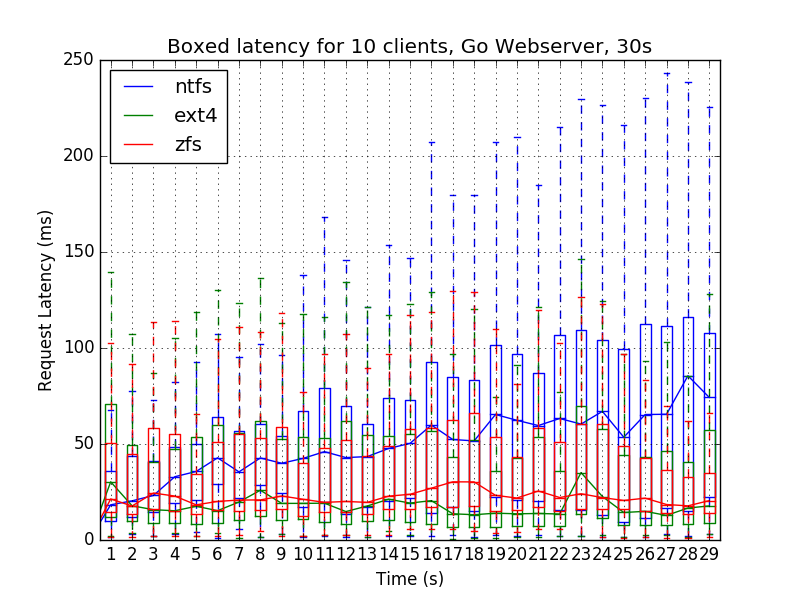 Boxed latency for 10 clients, Go Webserver, 30s
250
200
150
100
50
0
Request Latency (ms)
ntfs
ext4
zfs
1 2 3 4 5 6 7 8 9 10 11 12 13 14 15 16 17 18 19 20 21 22 23 24 25 26 27 28 29
Time (s)